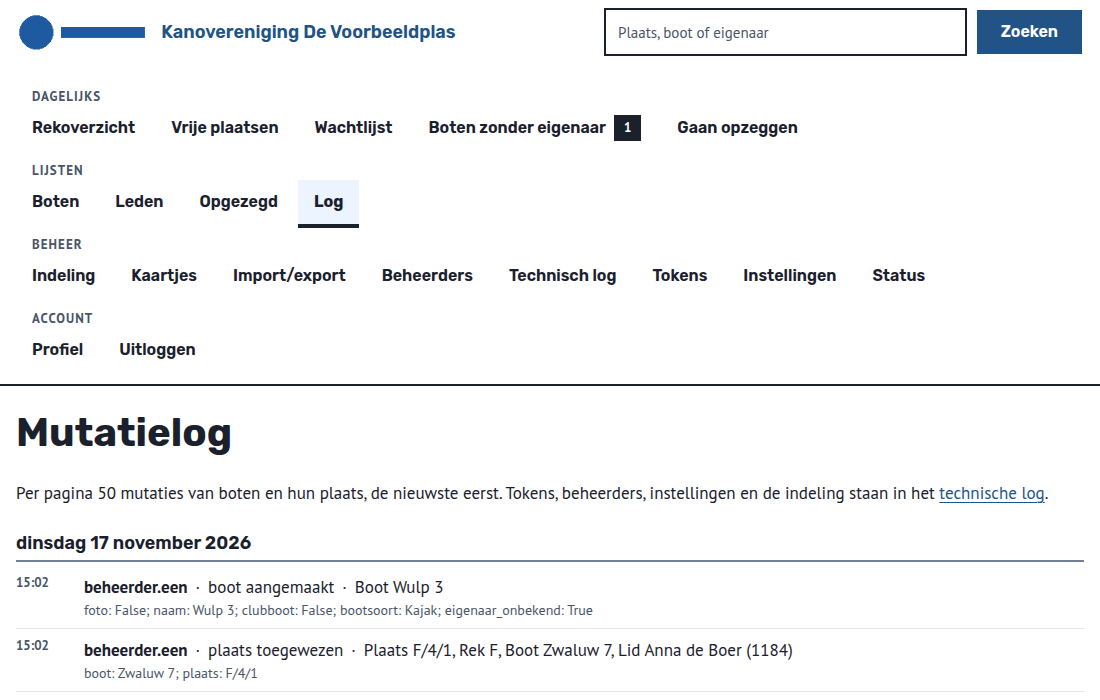 Kanovereniging De Voorbeeldplas
Plaats, boot of eigenaar
Zoeken
DAGELIJKS
Rekoverzicht Vrije plaatsen Wachtlijst Boten zonder eigenaar 1 Gaan opzeggen
LIJSTEN
Boten Leden Opgezegd Log
BEHEER
Indeling Kaartjes Import/export Beheerders Technisch log Tokens Instellingen Status
ACCOUNT
Profiel Uitloggen
Mutatielog
Per pagina 50 mutaties van boten en hun plaats, de nieuwste eerst. Tokens, beheerders, instellingen en de indeling staan in het technische log.
dinsdag 17 november 2026
15:02 beheerder.een · boot aangemaakt · Boot Wulp 3
foto: False; naam: Wulp 3; clubboot: False; bootsoort: Kajak; eigenaar_onbekend: True
15:02 beheerder.een · plaats toegewezen · Plaats F/4/1, Rek F, Boot Zwaluw 7, Lid Anna de Boer (1184)
boot: Zwaluw 7; plaats: F/4/1